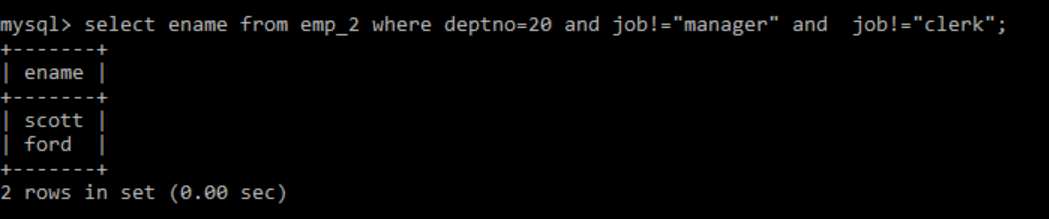 mysql> select ename from emp_2 where deptno=20 and job!="manager" and  job!="clerk";
+-------+
| ename |
+-------+
| scott |
| ford  |
+-------+
2 rows in set (0.00 sec)